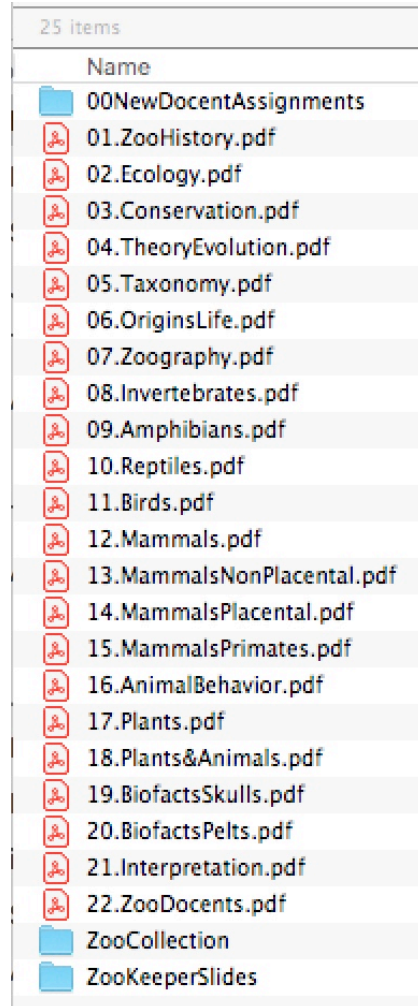 25 items
Name
00NewDocentAssignments
01.ZooHistory.pdf
02.Ecology.pdf
03.Conservation.pdf
04.TheoryEvolution.pdf
05.Taxonomy.pdf
06.OriginsLife.pdf
07.Zoography.pdf
08.Invertebrates.pdf
09.Amphibians.pdf
10.Reptiles.pdf
11.Birds.pdf
12.Mammals.pdf
13.MammalsNonPlacental.pdf
14.MammalsPlacental.pdf
15.MammalsPrimates.pdf
16.AnimalBehavior.pdf
17.Plants.pdf
18.Plants&Animals.pdf
19.BiofactsSkulls.pdf
20.BiofactsPelts.pdf
21.Interpretation.pdf
22.ZooDocents.pdf
ZooCollection
ZooKeeperSlides